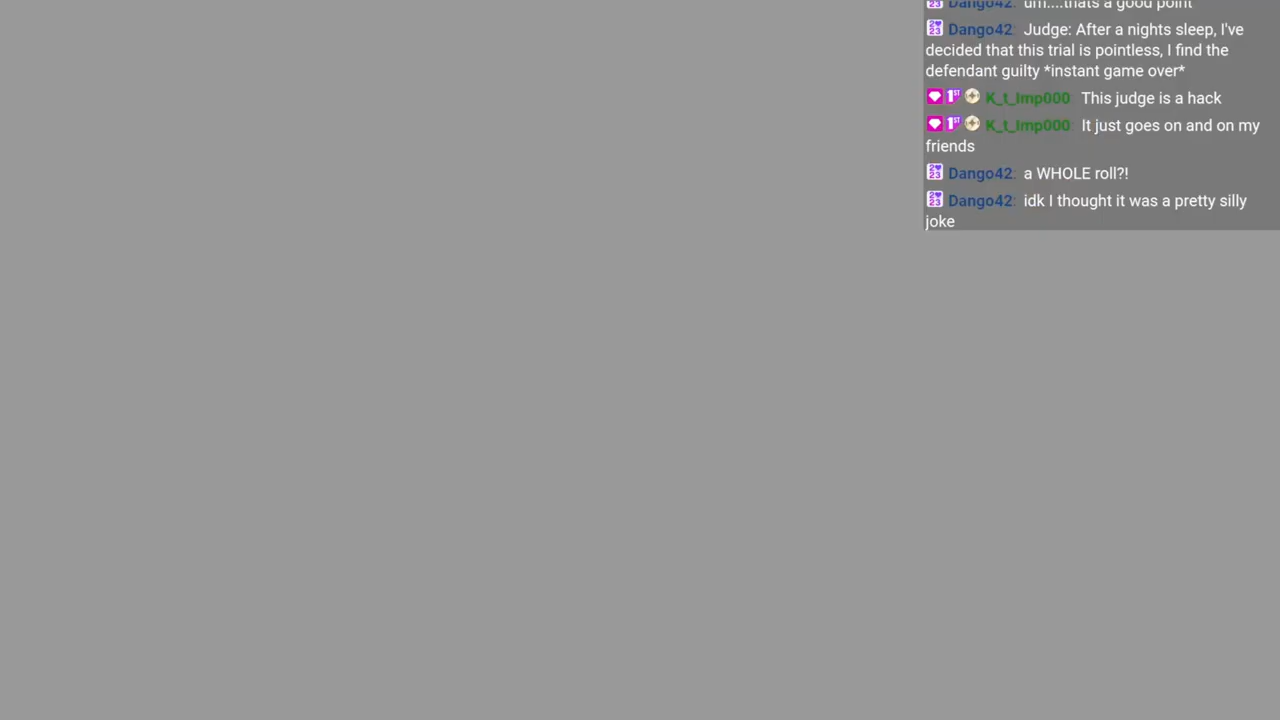 Dango42: um....thats a good point
Dango42: Judge: After a nights sleep, I've
decided that this trial is pointless, I find the
defendant guilty *instant game over*
K_t_Imp000: This judge is a hack
K_t_Imp000: It just goes on and on my
friends
Dango42: a WHOLE roll?!
Dango42: idk I thought it was a pretty silly
joke